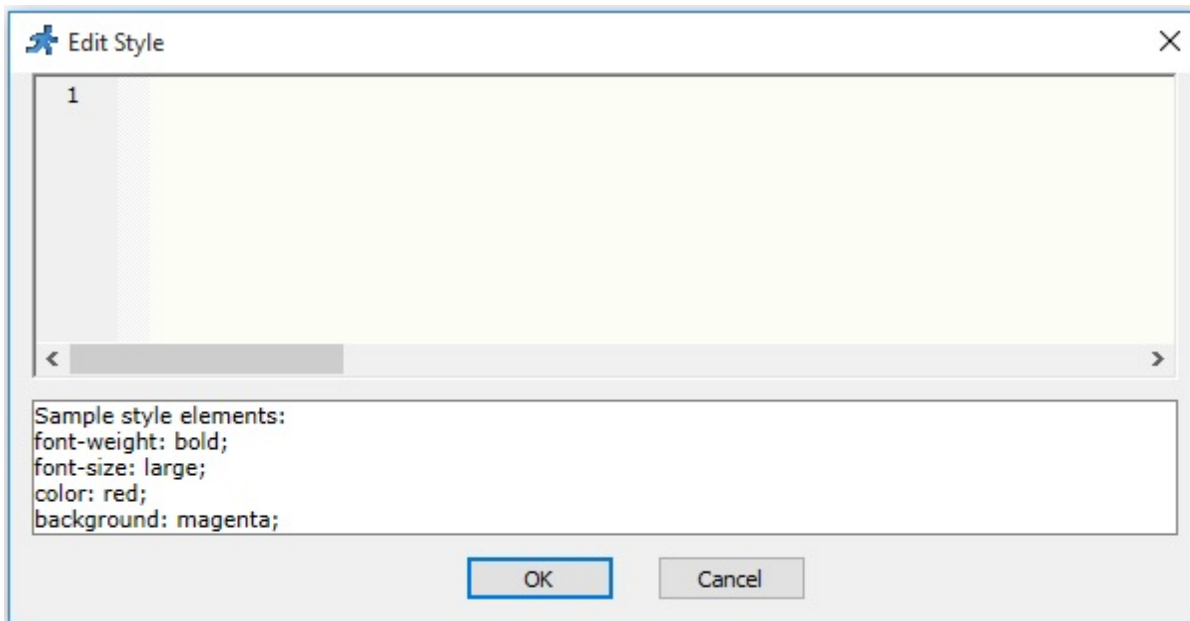 Edit Style
1
Sample style elements:
font-weight: bold;
font-size: large;
color: red;
background: magenta;
OK Cancel